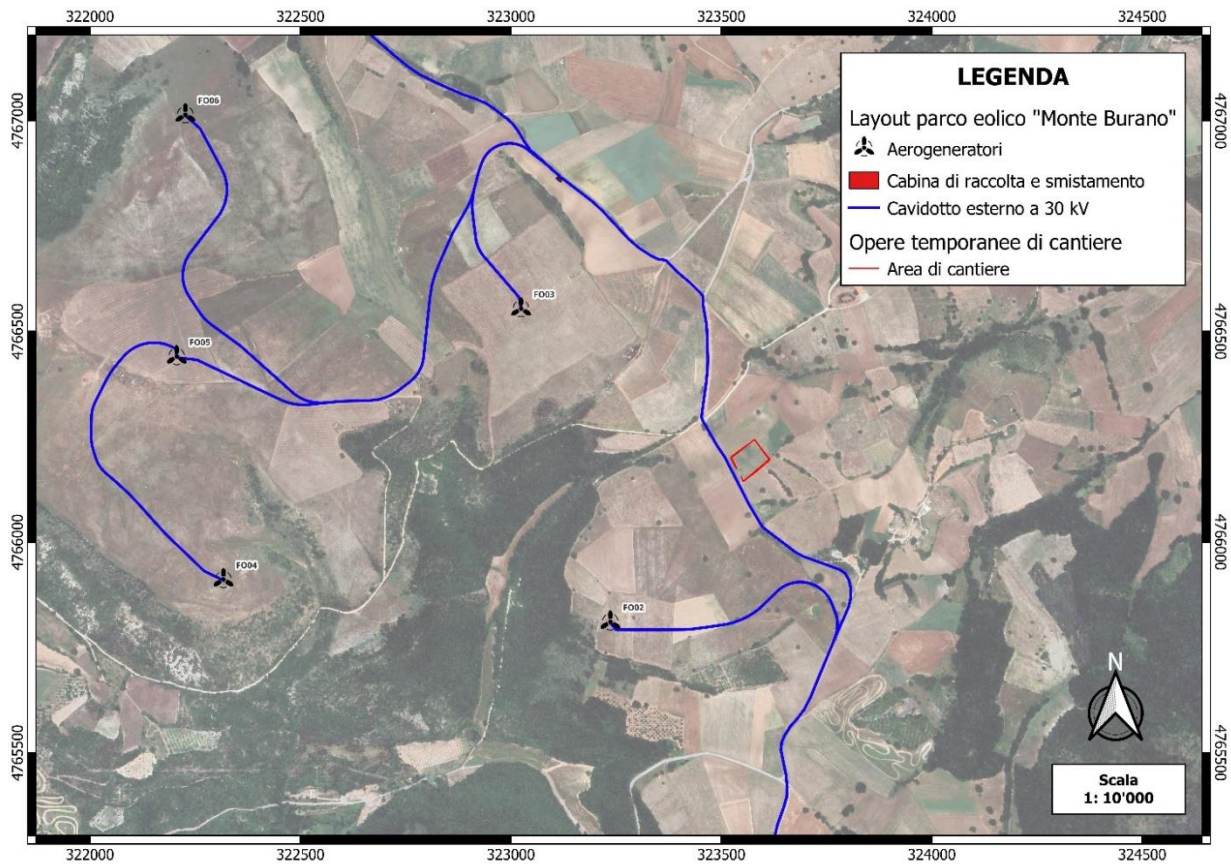 322000 322500 323000 323500 324000 324500
LEGENDA
Layout parco eolico "Monte Burano"
Aerogeneratori
Cabina di raccolta e smistamento
Cavidotto esterno a 30 kV
Opere temporanee di cantiere
Area di cantiere
4767000
4767000
FO06
FO03
4766500
4766500
FO05
4766000
4766000
FO04
FO02
N
4765500
4765500
Scala
1: 10'000
322000 322500 323000 323500 324000 324500